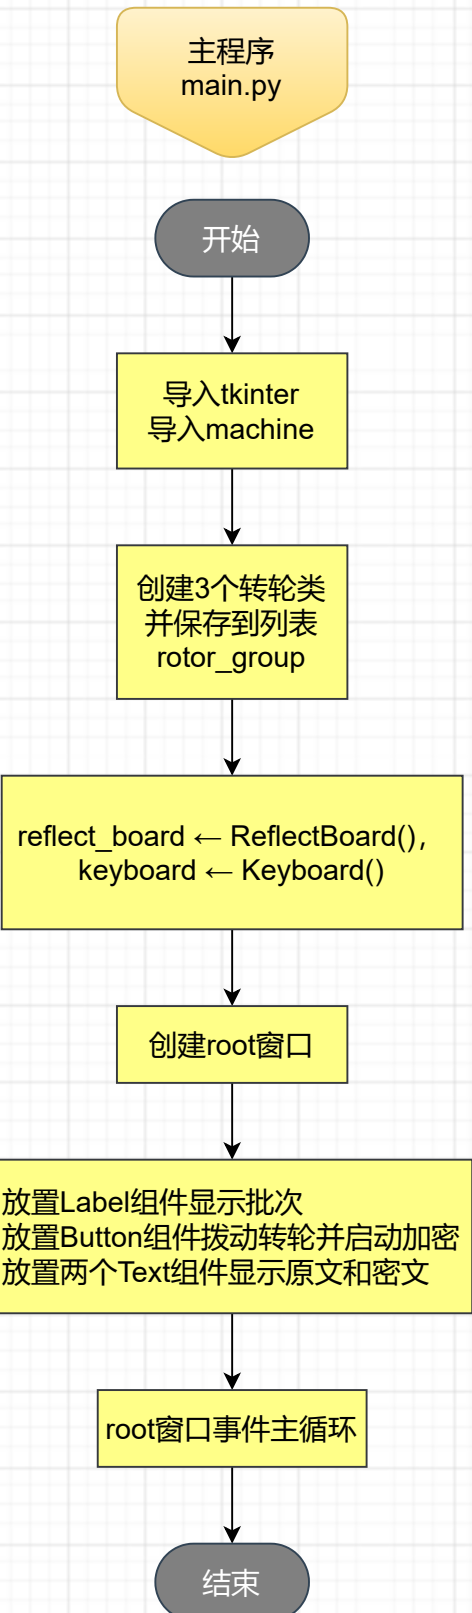 主程序
main.py
开始
导入tkinter
导入machine
创建3个转轮类
并保存到列表
rotor_group
reflect_board ← ReflectBoard()，
keyboard ← Keyboard()
创建root窗口
放置Label组件显示批次
放置Button组件拨动转轮并启动加密
放置两个Text组件显示原文和密文
root窗口事件主循环
结束